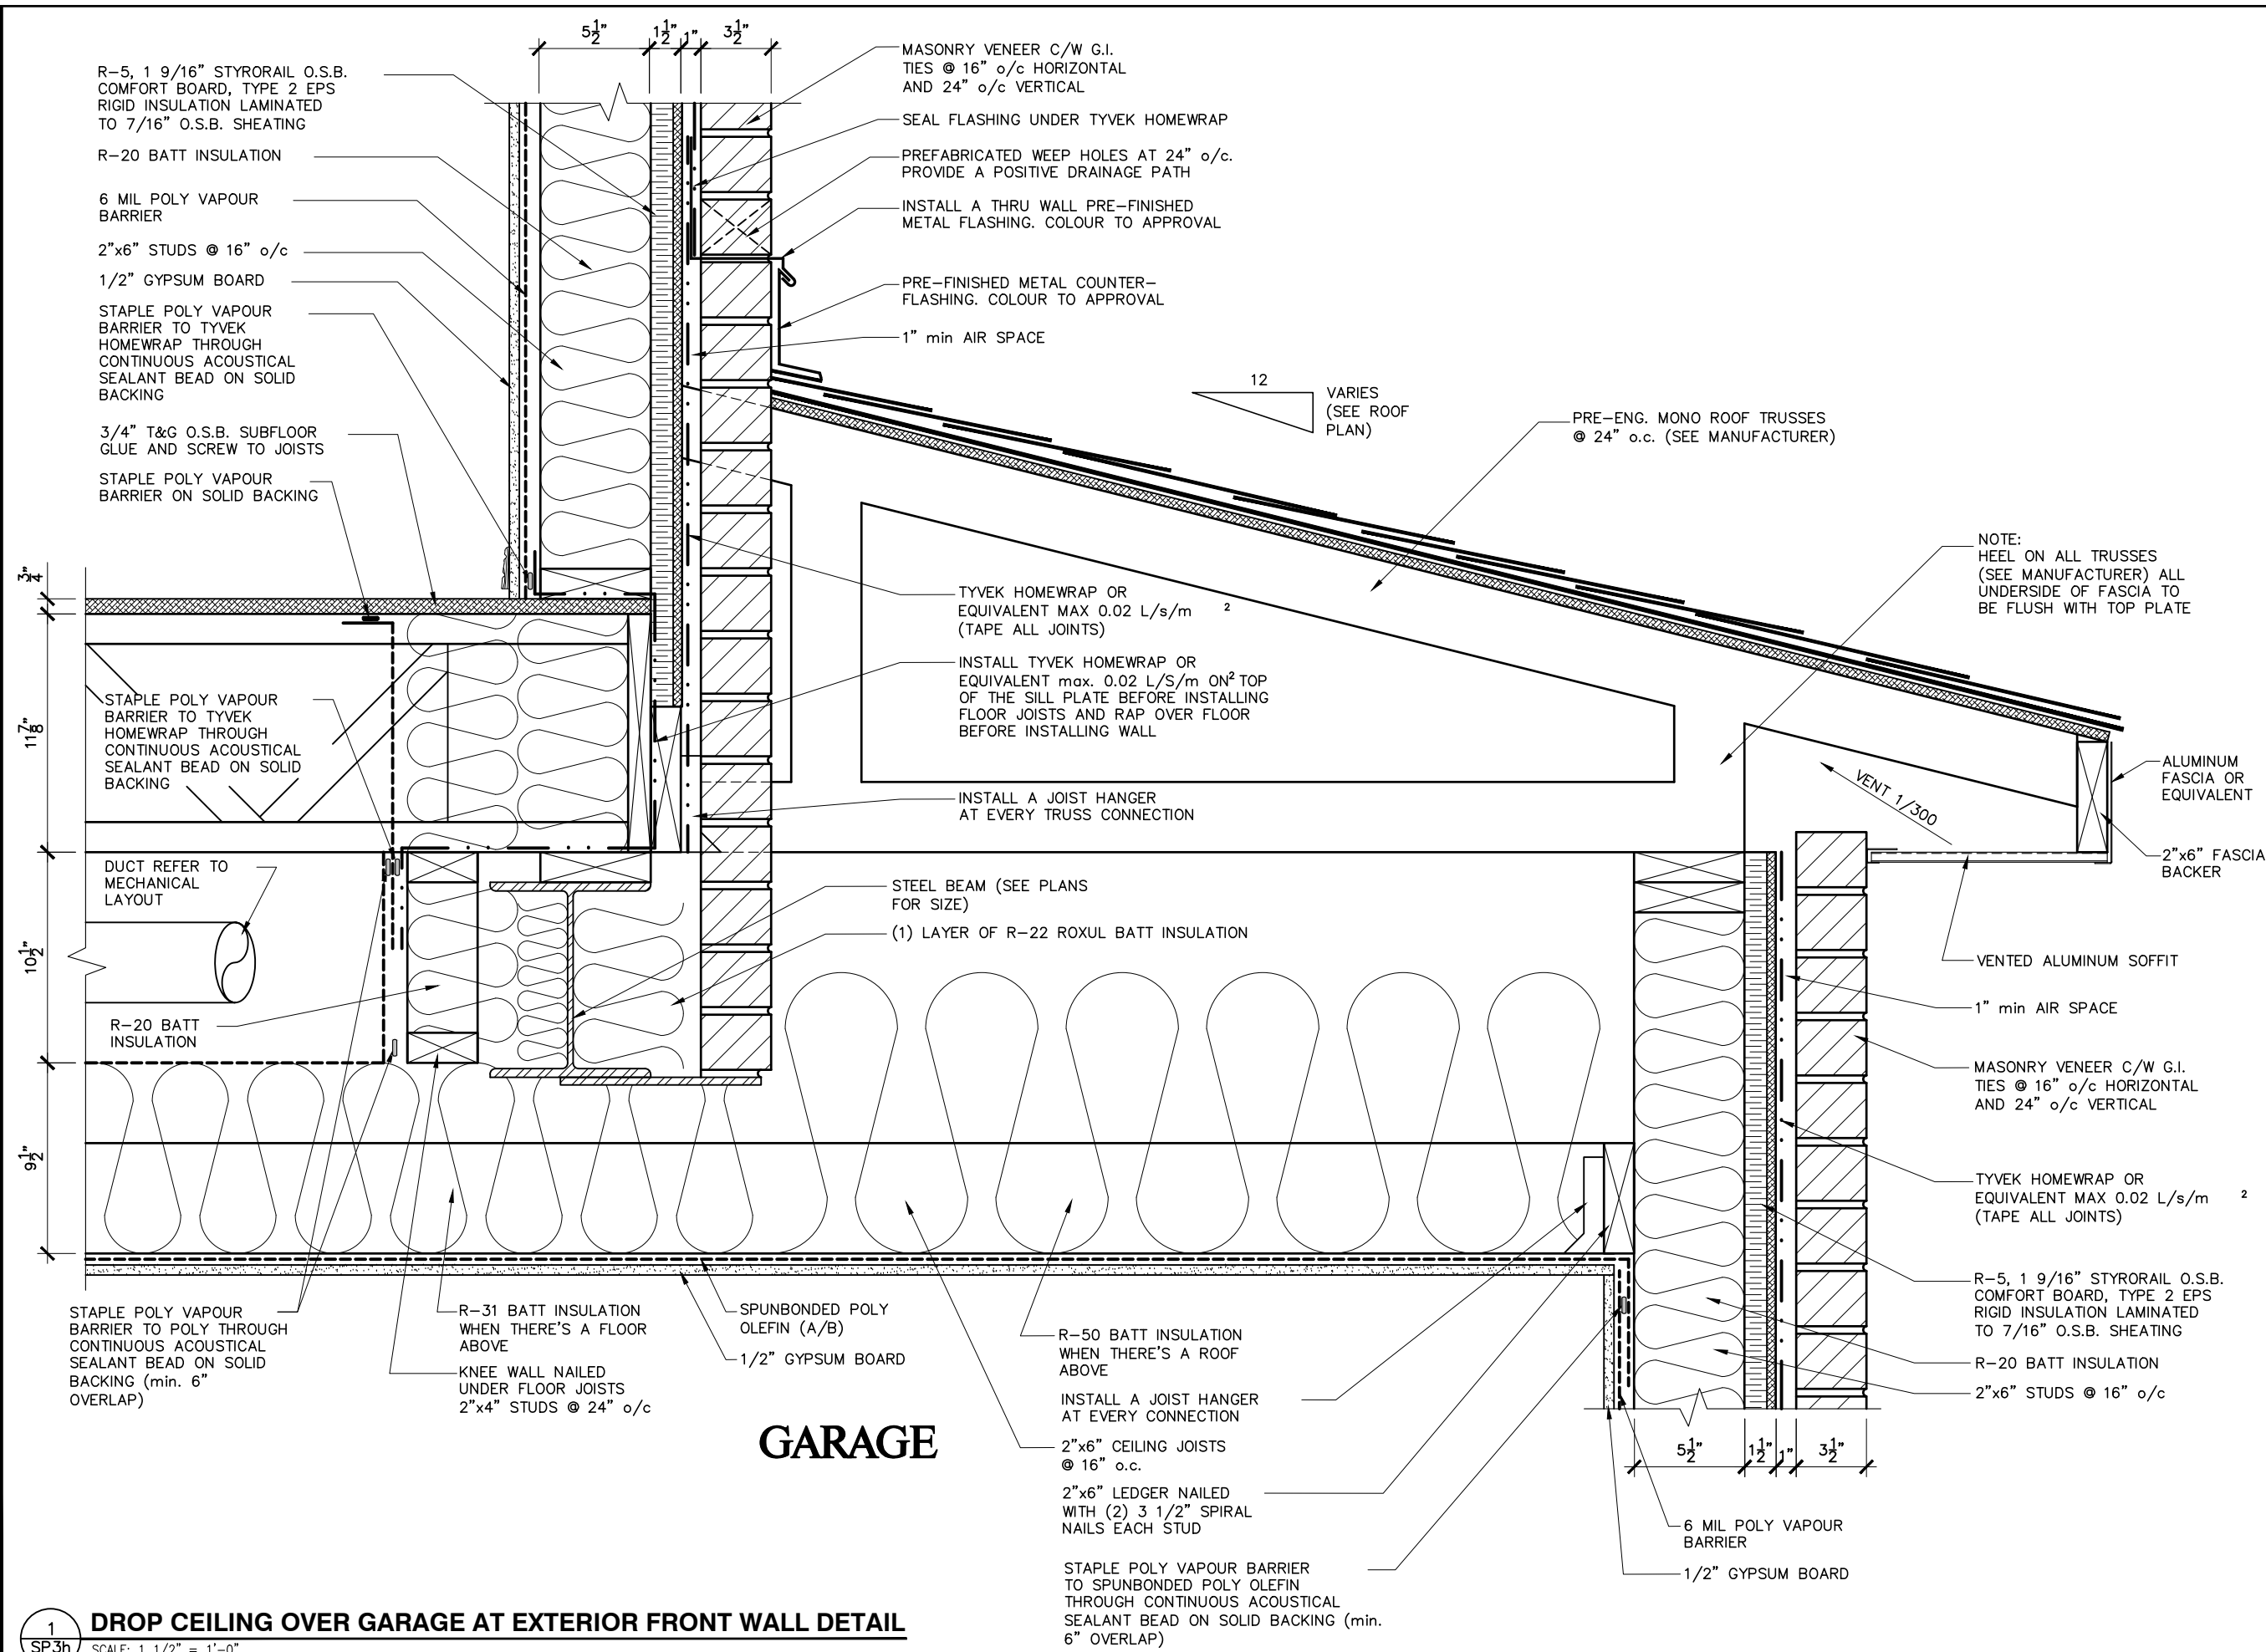 5 1/2"
1 1/2"
1"
3 1/2"
R-5, 1 9/16" STYRORAIL O.S.B.
COMFORT BOARD, TYPE 2 EPS
RIGID INSULATION LAMINATED
TO 7/16" O.S.B. SHEATING
R-20 BATT INSULATION
6 MIL POLY VAPOUR
BARRIER
2"x6" STUDS @ 16" o/c
1/2" GYPSUM BOARD
STAPLE POLY VAPOUR
BARRIER TO TYVEK
HOMEWRAP THROUGH
CONTINUOUS ACOUSTICAL
SEALANT BEAD ON SOLID
BACKING
3/4" T&G O.S.B. SUBFLOOR
GLUE AND SCREW TO JOISTS
STAPLE POLY VAPOUR
BARRIER ON SOLID BACKING
3/4"
11 7/8"
10 1/2"
9 1/2"
STAPLE POLY VAPOUR
BARRIER TO TYVEK
HOMEWRAP THROUGH
CONTINUOUS ACOUSTICAL
SEALANT BEAD ON SOLID
BACKING
DUCT REFER TO
MECHANICAL
LAYOUT
R-20 BATT
INSULATION
STAPLE POLY VAPOUR
BARRIER TO POLY THROUGH
CONTINUOUS ACOUSTICAL
SEALANT BEAD ON SOLID
BACKING (min. 6"
OVERLAP)
MASONRY VENEER C/W G.I.
TIES @ 16" o/c HORIZONTAL
AND 24" o/c VERTICAL
SEAL FLASHING UNDER TYVEK HOMEWRAP
PREFABRICATED WEEP HOLES AT 24" o/c.
PROVIDE A POSITIVE DRAINAGE PATH
INSTALL A THRU WALL PRE-FINISHED
METAL FLASHING. COLOUR TO APPROVAL
PRE-FINISHED METAL COUNTER-
FLASHING. COLOUR TO APPROVAL
1" min AIR SPACE
12
VARIES
(SEE ROOF
PLAN)
PRE-ENG. MONO ROOF TRUSSES
@ 24" o.c. (SEE MANUFACTURER)
NOTE:
HEEL ON ALL TRUSSES
(SEE MANUFACTURER) ALL
UNDERSIDE OF FASCIA TO
BE FLUSH WITH TOP PLATE
TYVEK HOMEWRAP OR
EQUIVALENT MAX 0.02 L/s/m 2
(TAPE ALL JOINTS)
INSTALL TYVEK HOMEWRAP OR
EQUIVALENT max. 0.02 L/S/m ON2 TOP
OF THE SILL PLATE BEFORE INSTALLING
FLOOR JOISTS AND RAP OVER FLOOR
BEFORE INSTALLING WALL
INSTALL A JOIST HANGER
AT EVERY TRUSS CONNECTION
STEEL BEAM (SEE PLANS
FOR SIZE)
(1) LAYER OF R-22 ROXUL BATT INSULATION
VENT 1/300
ALUMINUM
FASCIA OR
EQUIVALENT
2"x6" FASCIA
BACKER
VENTED ALUMINUM SOFFIT
1" min AIR SPACE
MASONRY VENEER C/W G.I.
TIES @ 16" o/c HORIZONTAL
AND 24" o/c VERTICAL
TYVEK HOMEWRAP OR
EQUIVALENT MAX 0.02 L/s/m 2
(TAPE ALL JOINTS)
R-5, 1 9/16" STYRORAIL O.S.B.
COMFORT BOARD, TYPE 2 EPS
RIGID INSULATION LAMINATED
TO 7/16" O.S.B. SHEATING
R-20 BATT INSULATION
2"x6" STUDS @ 16" o/c
R-31 BATT INSULATION
WHEN THERE'S A FLOOR
ABOVE
KNEE WALL NAILED
UNDER FLOOR JOISTS
2"x4" STUDS @ 24" o/c
SPUNBONDED POLY
OLEFIN (A/B)
1/2" GYPSUM BOARD
GARAGE
R-50 BATT INSULATION
WHEN THERE'S A ROOF
ABOVE
INSTALL A JOIST HANGER
AT EVERY CONNECTION
2"x6" CEILING JOISTS
@ 16" o.c.
2"x6" LEDGER NAILED
WITH (2) 3 1/2" SPIRAL
NAILS EACH STUD
STAPLE POLY VAPOUR BARRIER
TO SPUNBONDED POLY OLEFIN
THROUGH CONTINUOUS ACOUSTICAL
SEALANT BEAD ON SOLID BACKING (min.
6" OVERLAP)
5 1/2"
1 1/2"
1"
3 1/2"
6 MIL POLY VAPOUR
BARRIER
1/2" GYPSUM BOARD
1
SP.3h
DROP CEILING OVER GARAGE AT EXTERIOR FRONT WALL DETAIL
SCALE: 1 1/2" = 1'-0"